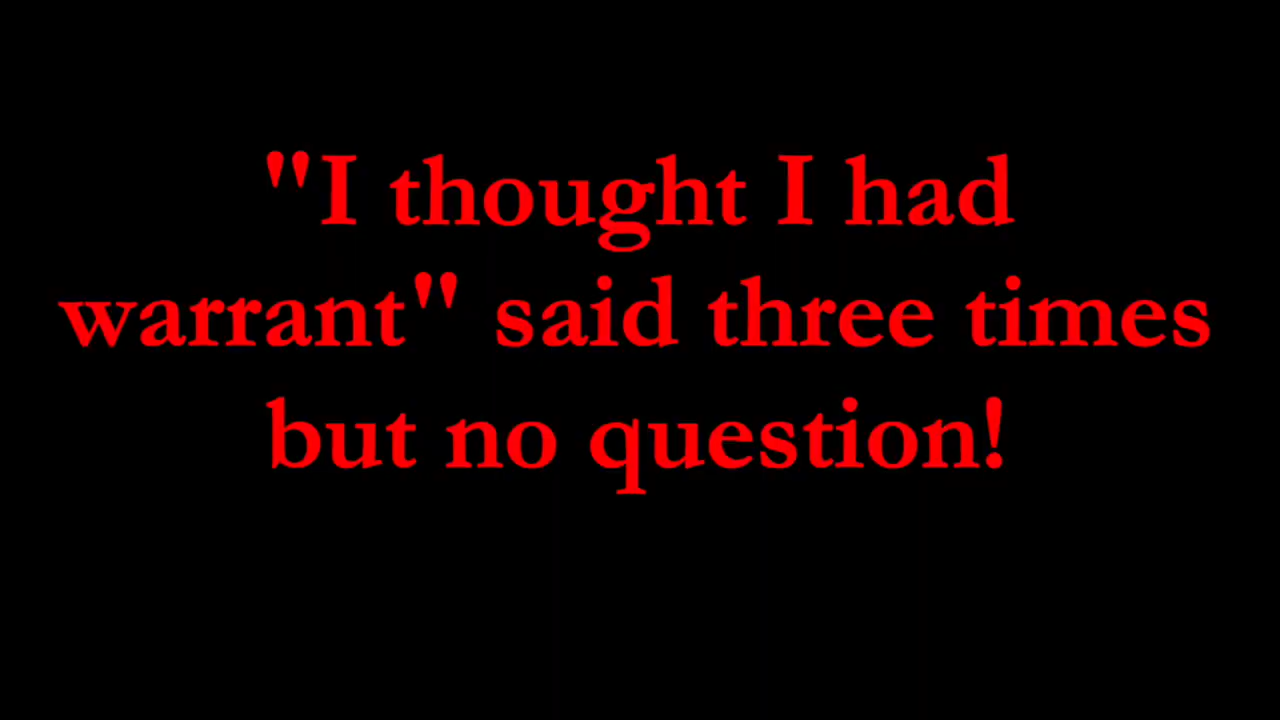 "I thought I had
warrant" said three times
but no question!